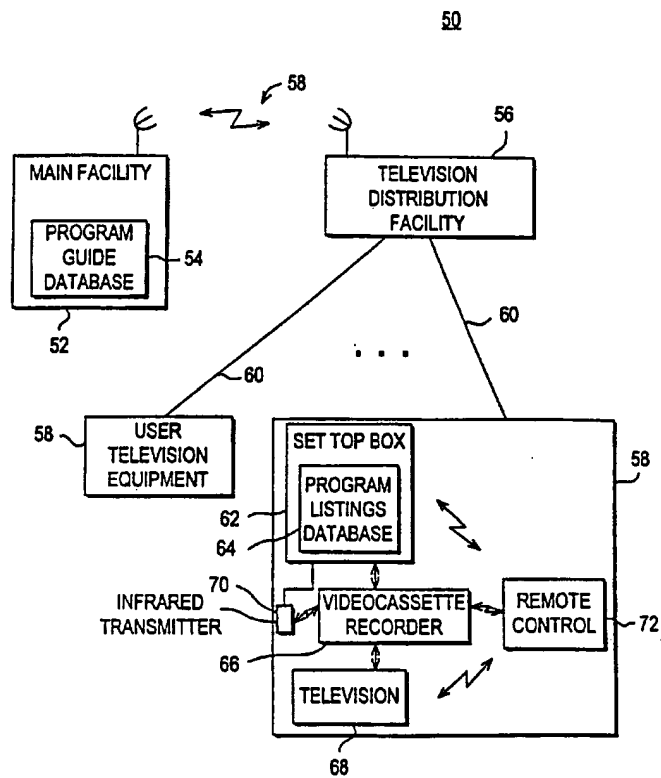 50
58
56
MAIN FACILITY
TELEVISION
DISTRIBUTION
FACILITY
PROGRAM
GUIDE
DATABASE
54
52
60
60
. . .
58
USER
TELEVISION
EQUIPMENT
SET TOP BOX
58
PROGRAM
LISTINGS
DATABASE
62
64
70
INFRARED
TRANSMITTER
VIDEOCASSETTE
RECORDER
REMOTE
CONTROL
72
66
TELEVISION
68